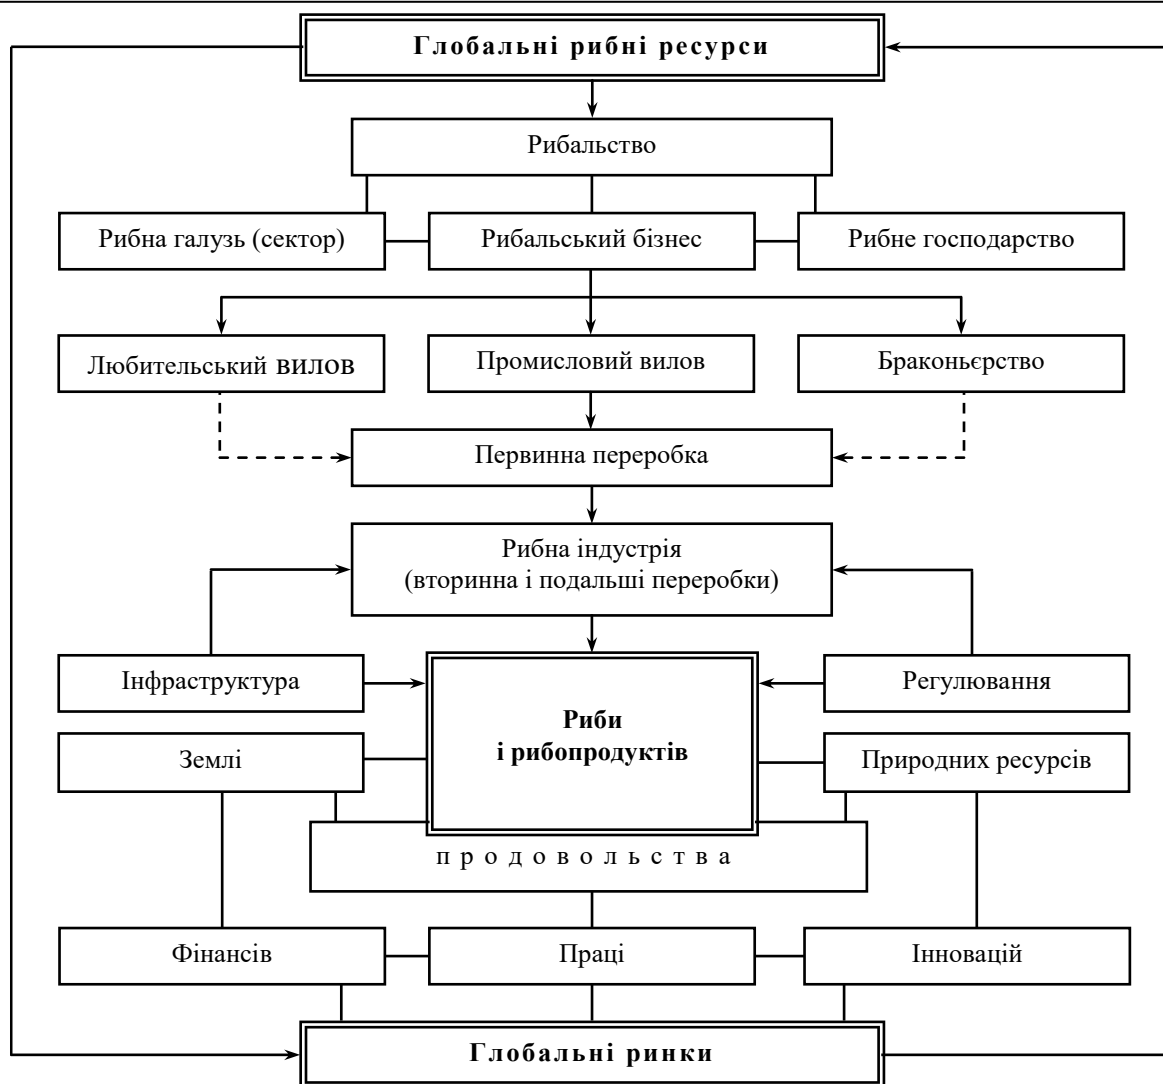 Глобальні рибні ресурси
Рибальство
Рибна галузь (сектор)
Рибальський бізнес
Рибне господарство
Любительський вилов
Промисловий вилов
Браконьєрство
Первинна переробка
Рибна індустрія
(вторинна і подальші переробки)
Інфраструктура
Регулювання
Риби
і рибопродуктів
Землі
Природних ресурсів
продовольства
Фінансів
Праці
Інновацій
Глобальні ринки